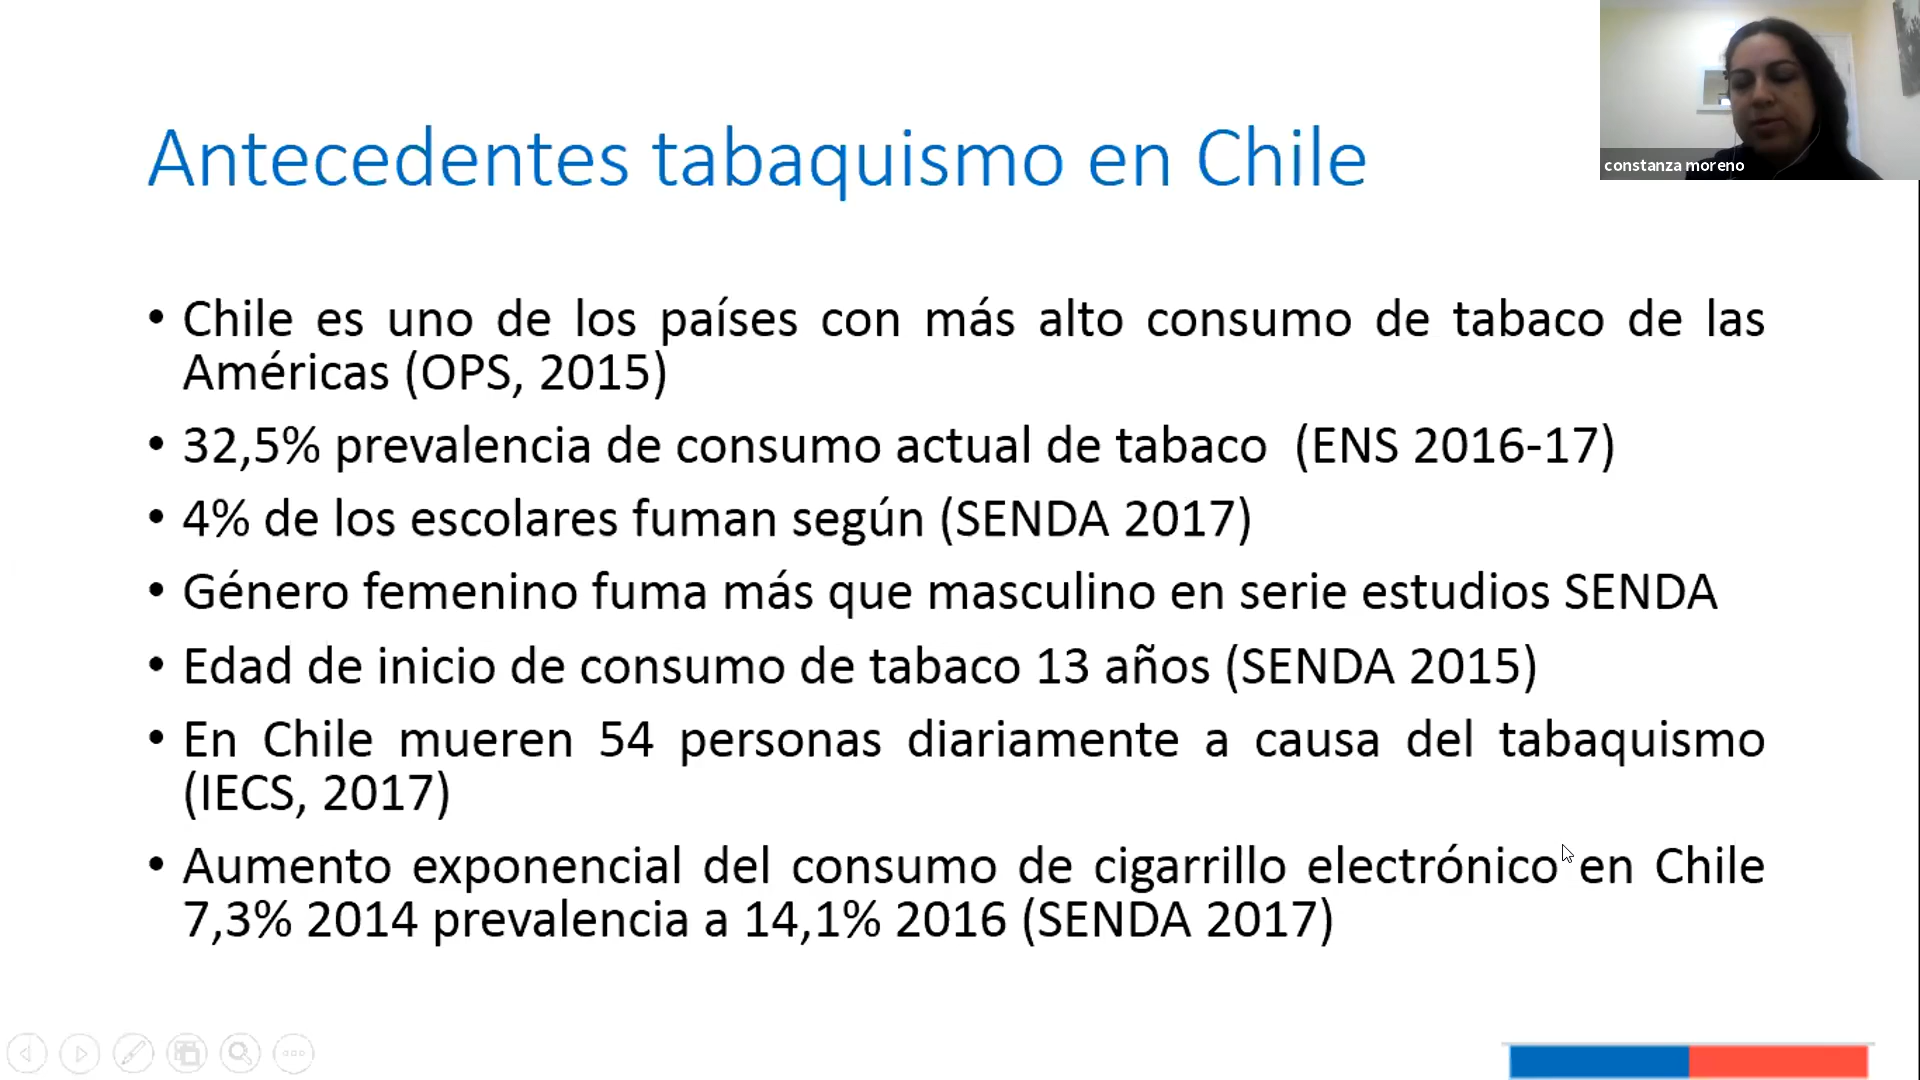 constanza moreno
Antecedentes tabaquismo en Chile
• Chile es uno de los países con más alto consumo de tabaco de las
Américas (OPS, 2015)
• 32,5% prevalencia de consumo actual de tabaco (ENS 2016-17)
• 4% de los escolares fuman según (SENDA 2017)
• Género femenino fuma más que masculino en serie estudios SENDA
• Edad de inicio de consumo de tabaco 13 años (SENDA 2015)
• En Chile mueren 54 personas diariamente a causa del tabaquismo
(IECS, 2017)
• Aumento exponencial del consumo de cigarrillo electrónico en Chile
7,3% 2014 prevalencia a 14,1% 2016 (SENDA 2017)